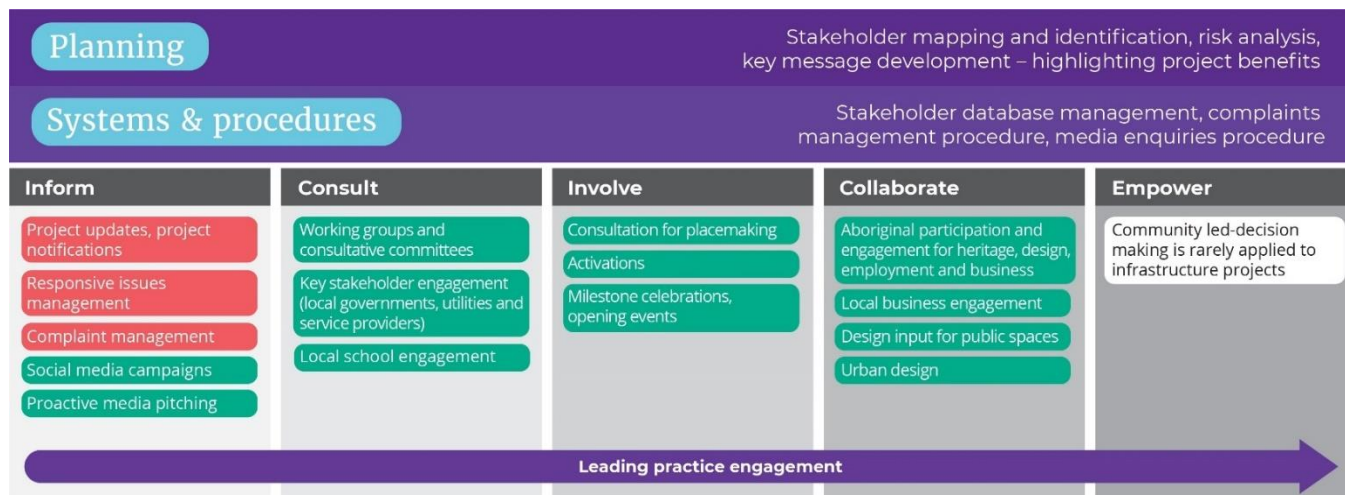 Planning
Stakeholder mapping and identification, risk analysis,
key message development – highlighting project benefits
Systems & procedures
Stakeholder database management, complaints
management procedure, media enquiries procedure
Inform
Project updates, project
notifications
Responsive issues
management
Complaint management
Social media campaigns
Proactive media pitching
Consult
Working groups and
consultative committees
Key stakeholder engagement
(local governments, utilities and
service providers)
Local school engagement
Involve
Consultation for placemaking
Activations
Milestone celebrations,
opening events
Collaborate
Aboriginal participation and
engagement for heritage, design,
employment and business
Local business engagement
Design input for public spaces
Urban design
Empower
Community led-decision
making is rarely applied to
infrastructure projects
Leading practice engagement